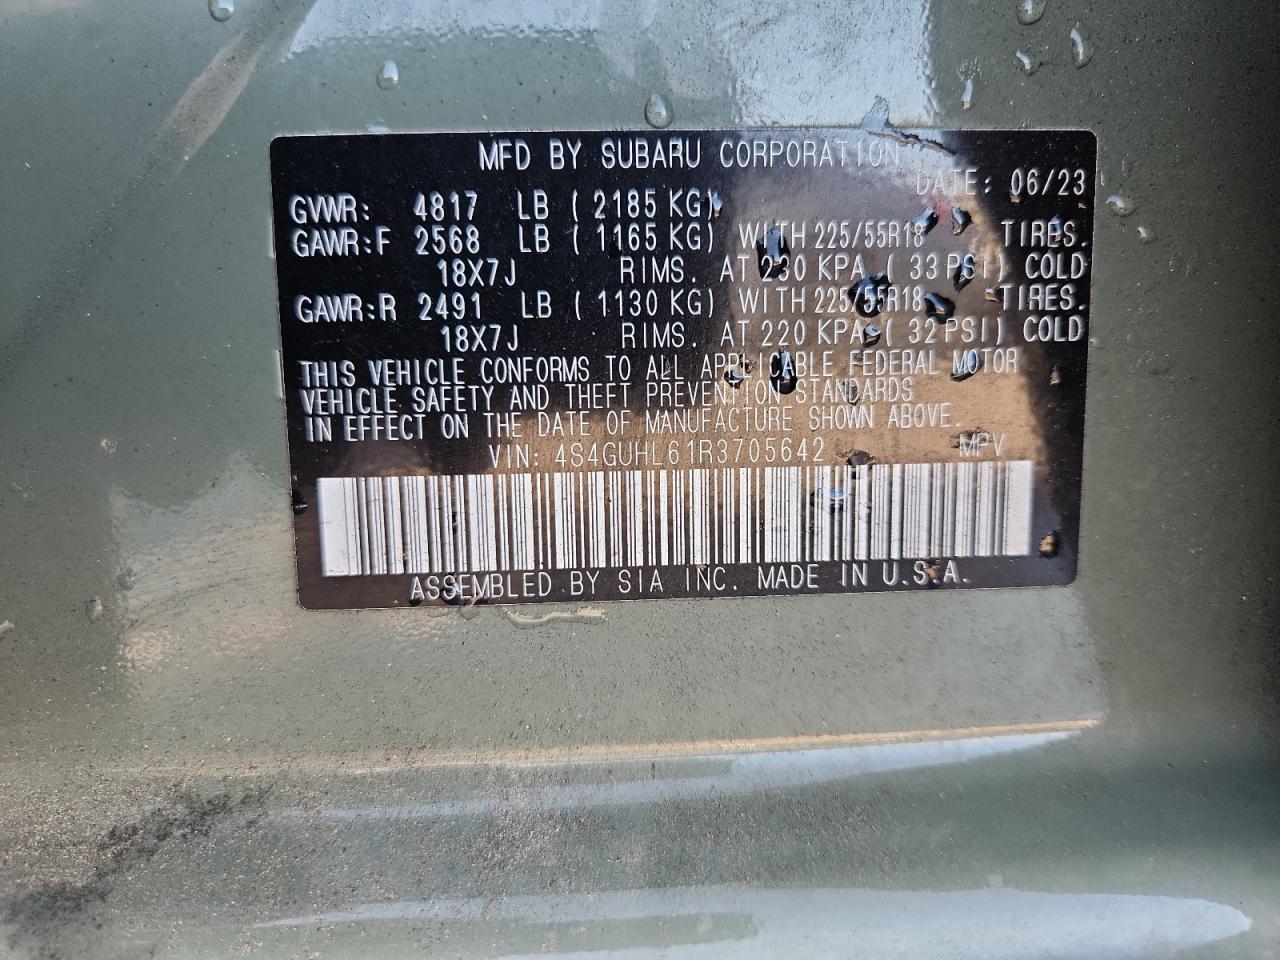 MFD BY SUBARU CORPORATION
DATE: 06/23
GVWR: 4817 LB ( 2185 KG)
GAWR:F 2568 LB ( 1165 KG) WITH 225/55R18 TIRES.
18X7J RIMS. AT 230 KPA ( 33 PSI) COLD
GAWR:R 2491 LB ( 1130 KG) WITH 225/55R18 TIRES.
18X7J RIMS. AT 220 KPA ( 32 PSI) COLD
THIS VEHICLE CONFORMS TO ALL APPLICABLE FEDERAL MOTOR
VEHICLE SAFETY AND THEFT PREVENTION STANDARDS
IN EFFECT ON THE DATE OF MANUFACTURE SHOWN ABOVE.
VIN: 4S4GUHL61R3705642 MPV
ASSEMBLED BY SIA INC. MADE IN U.S.A.